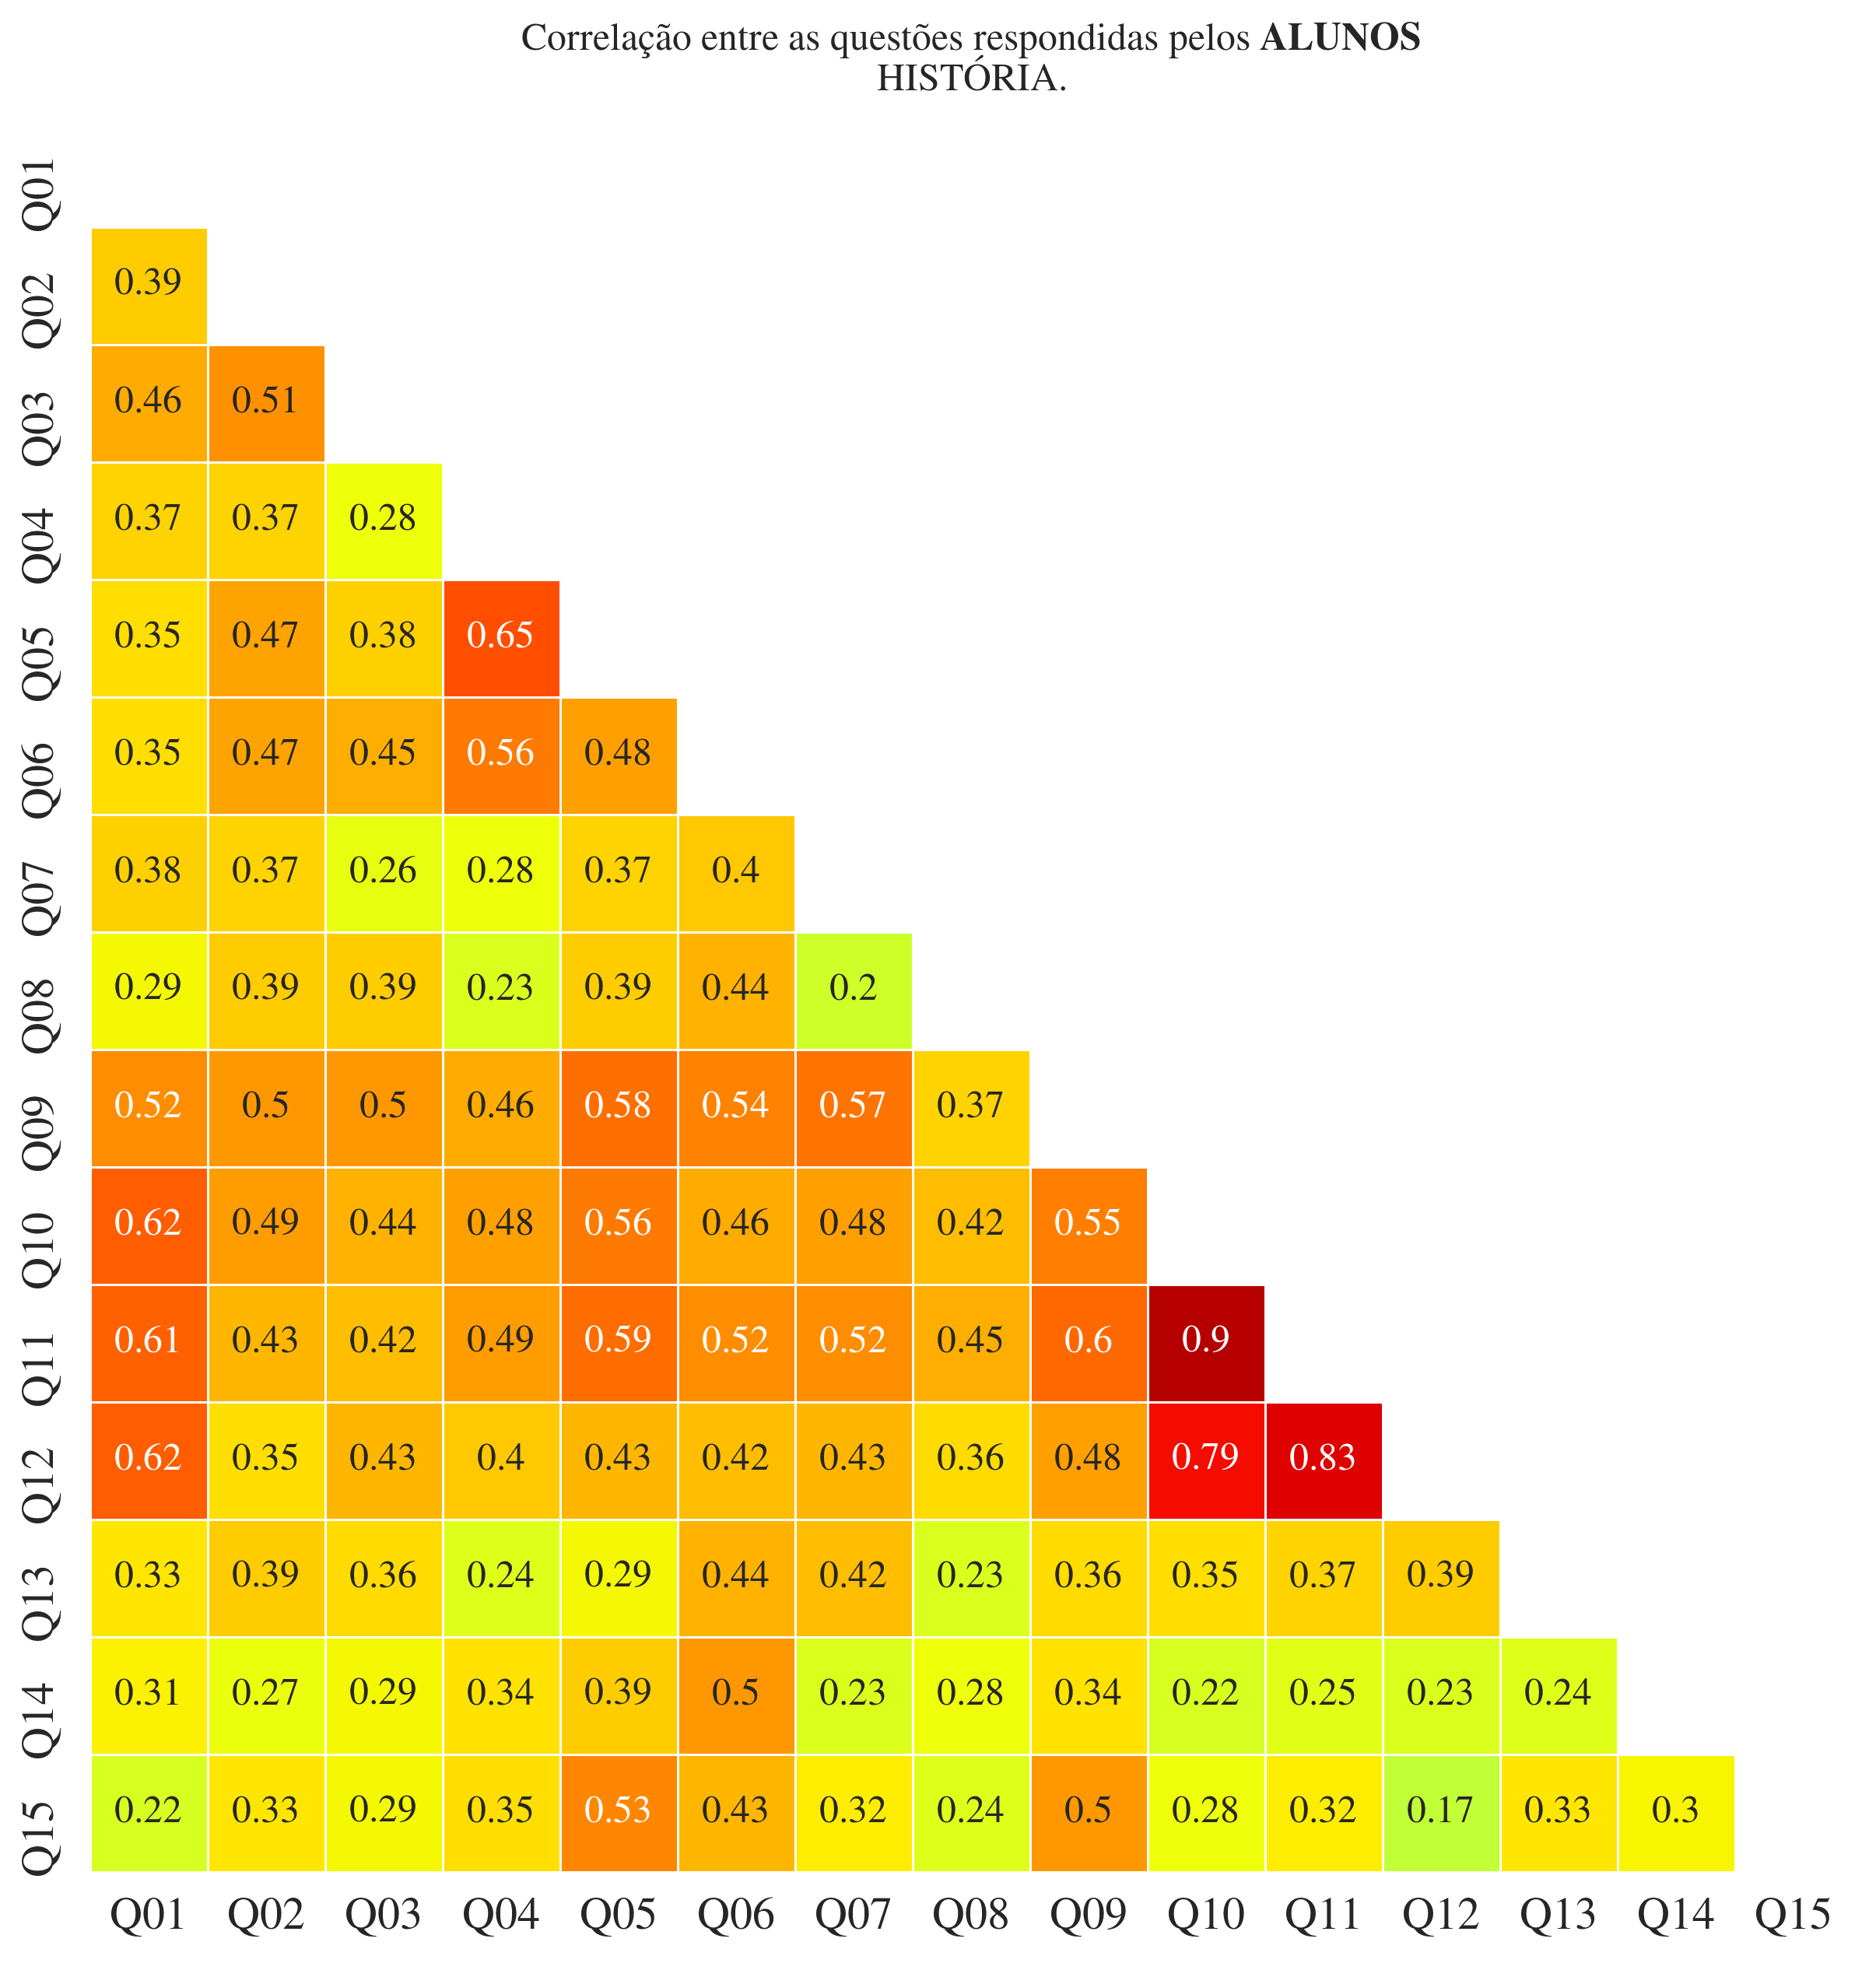 Correlação entre as questões respondidas pelos ALUNOS
HISTÓRIA.
Q01
Q02 0.39
Q03 0.46 0.51
Q04 0.37 0.37 0.28
Q05 0.35 0.47 0.38 0.65
Q06 0.35 0.47 0.45 0.56 0.48
Q07 0.38 0.37 0.26 0.28 0.37 0.4
Q08 0.29 0.39 0.39 0.23 0.39 0.44 0.2
Q09 0.52 0.5 0.5 0.46 0.58 0.54 0.57 0.37
Q10 0.62 0.49 0.44 0.48 0.56 0.46 0.48 0.42 0.55
Q11 0.61 0.43 0.42 0.49 0.59 0.52 0.52 0.45 0.6 0.9
Q12 0.62 0.35 0.43 0.4 0.43 0.42 0.43 0.36 0.48 0.79 0.83
Q13 0.33 0.39 0.36 0.24 0.29 0.44 0.42 0.23 0.36 0.35 0.37 0.39
Q14 0.31 0.27 0.29 0.34 0.39 0.5 0.23 0.28 0.34 0.22 0.25 0.23 0.24
Q15 0.22 0.33 0.29 0.35 0.53 0.43 0.32 0.24 0.5 0.28 0.32 0.17 0.33 0.3
Q01 Q02 Q03 Q04 Q05 Q06 Q07 Q08 Q09 Q10 Q11 Q12 Q13 Q14 Q15